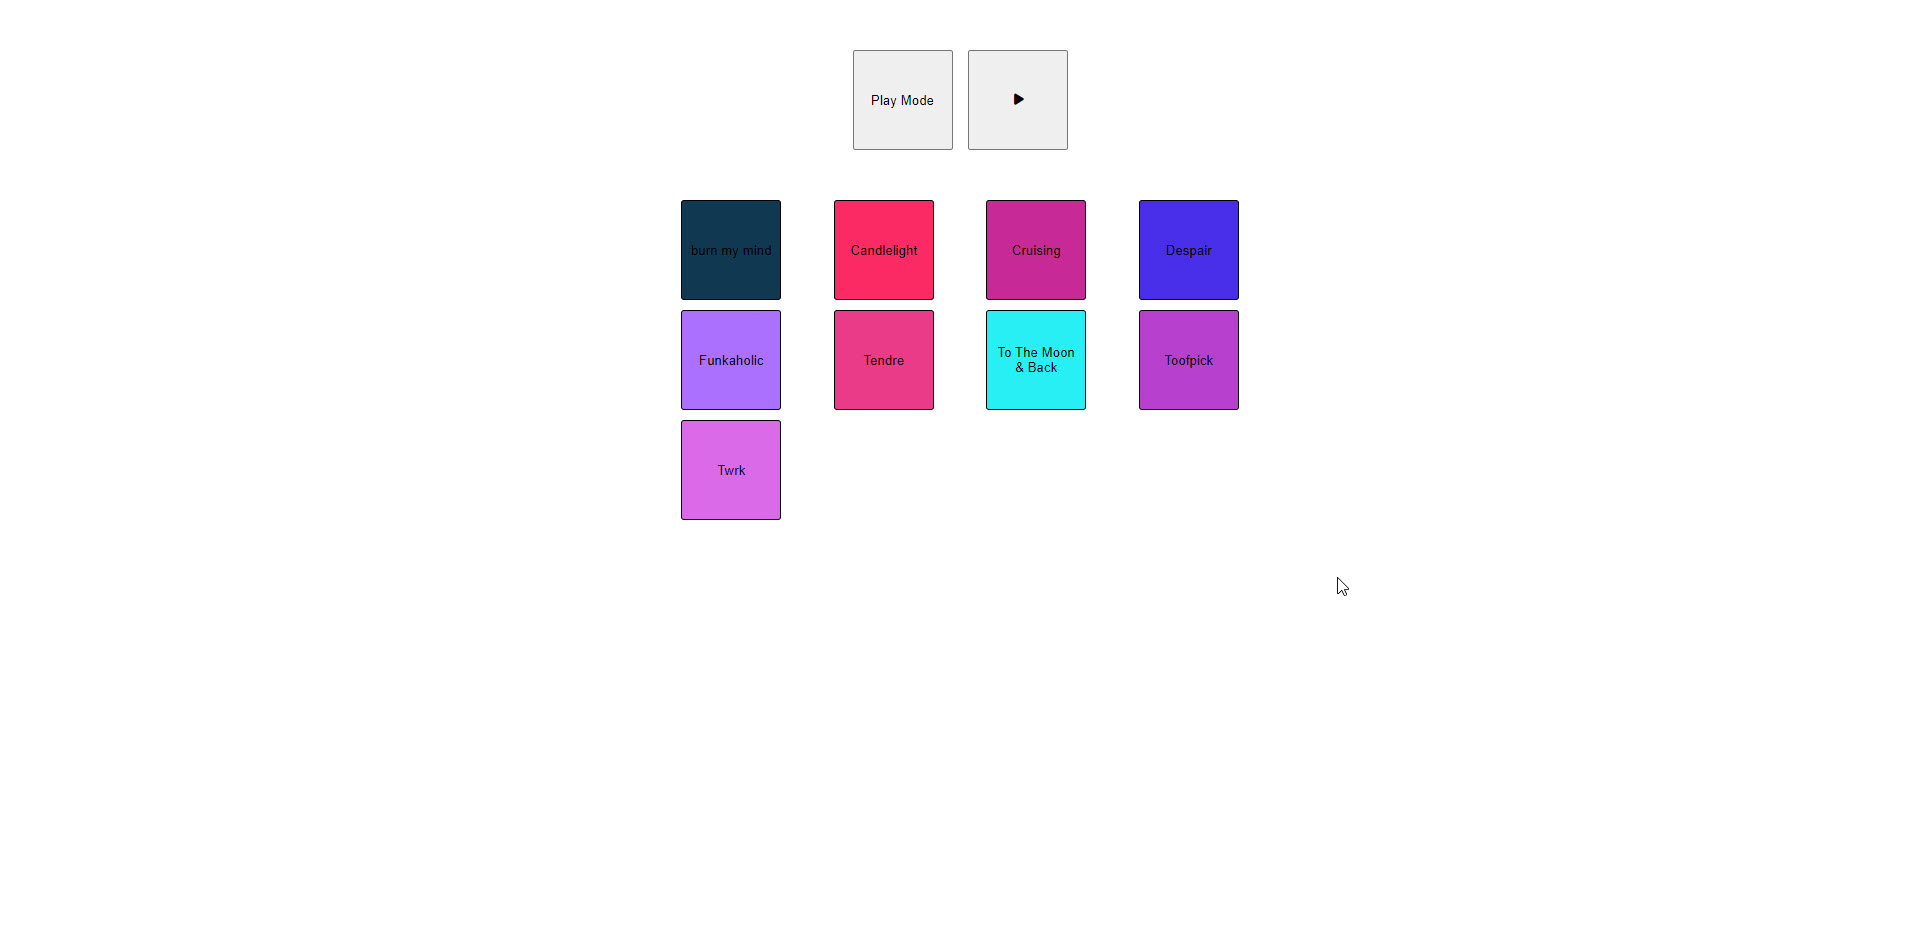 Play Mode
burn my mind
Candlelight
Cruising
Despair
Funkaholic
Tendre
To The Moon
& Back
Toofpick
Twrk